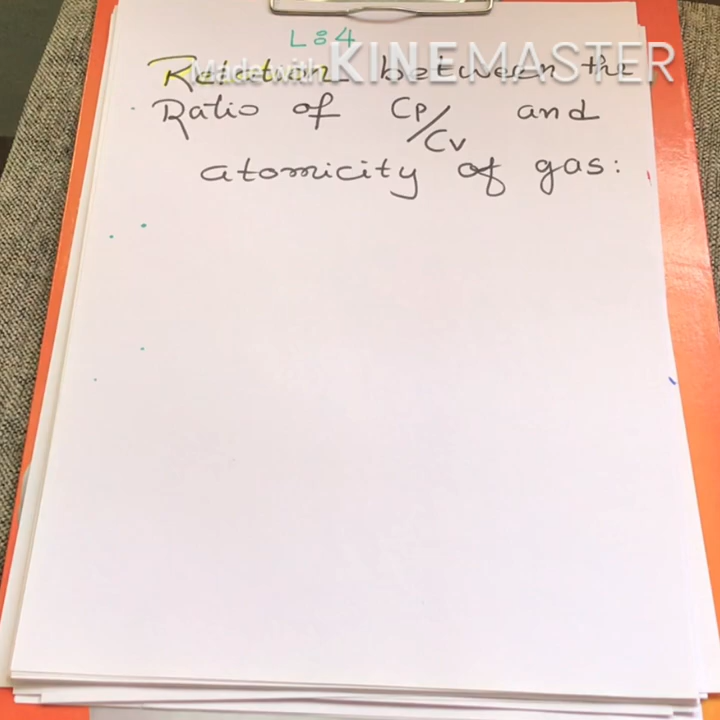 L:4
Made with KINEMASTER
Relation between the
Ratio of Cp/Cv and
atomicity of gas: